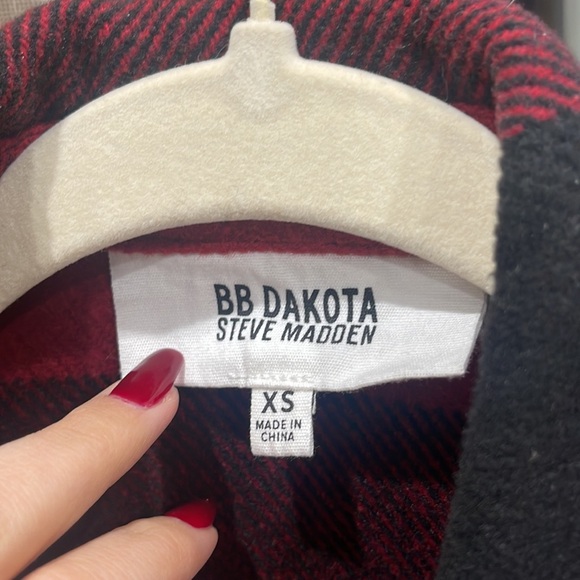 BB DAKOTA
STEVE MADDEN
XS
MADE IN
CHINA